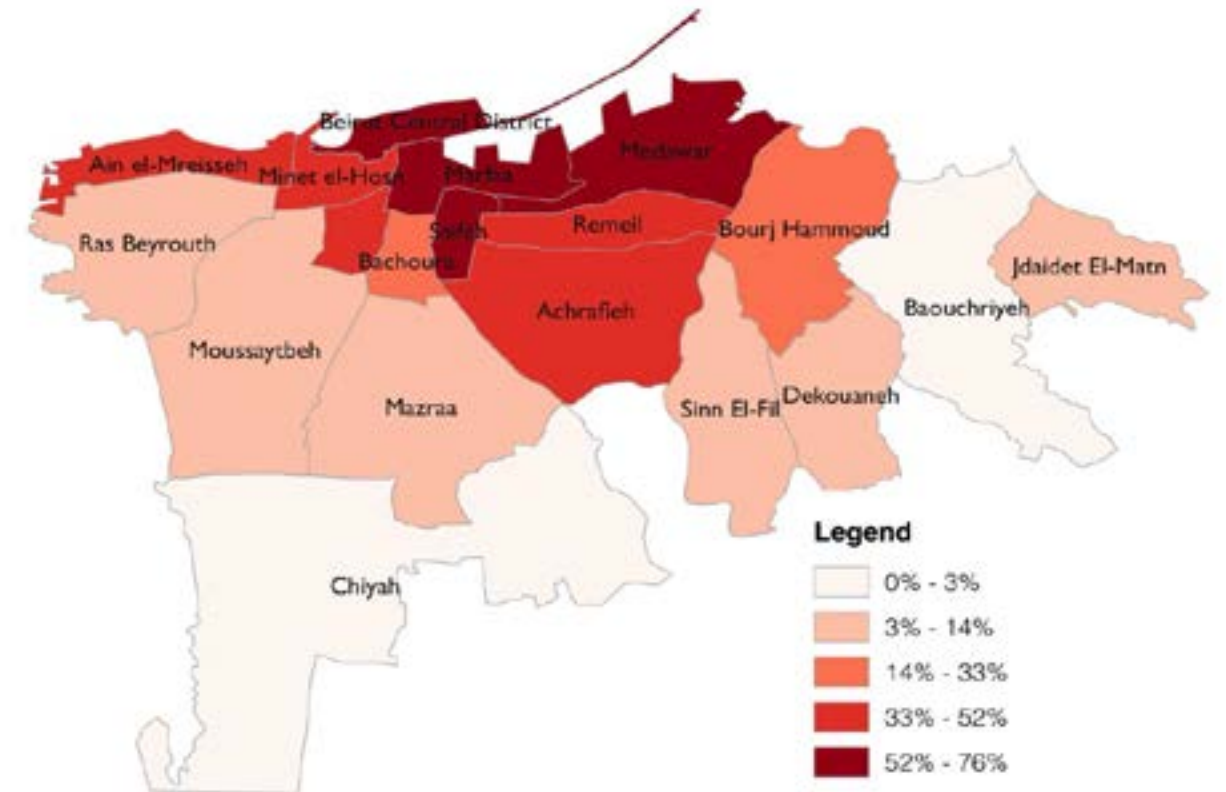 Beirut Central District
Ain el-Mreisseh
Minet el-Hosn
Marfaa
Medawar
Ras Beyrouth
Saifeh
Remeil
Bourj Hammoud
Bachoura
Jdaidet El-Matn
Achrafieh
Baouchriyeh
Moussaytbeh
Mazraa
Sinn El-Fil
Dekouaneh
Chiyah
Legend
0% - 3%
3% - 14%
14% - 33%
33% - 52%
52% - 76%